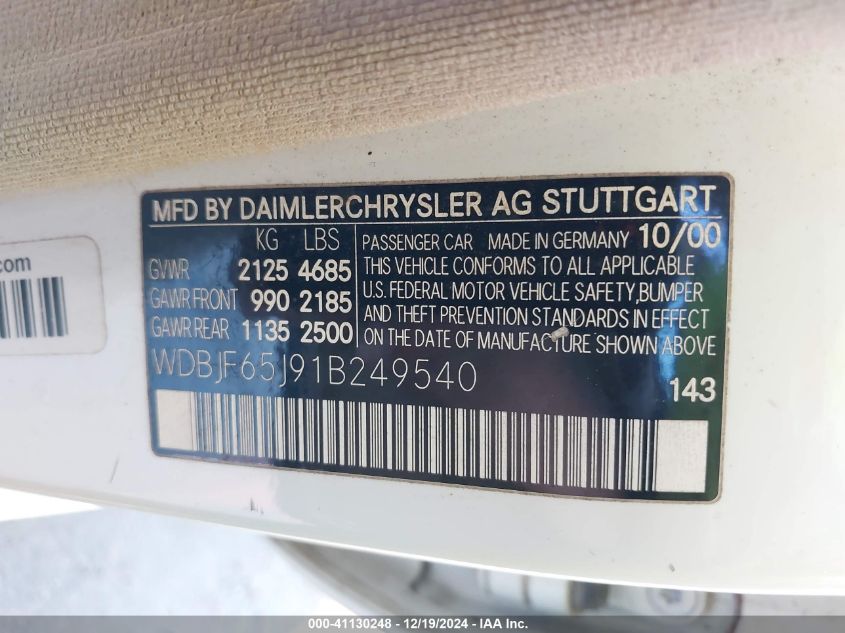 MFD BY DAIMLERCHRYSLER AG STUTTGART
KG LBS
GVWR 2125 4685
GAWR FRONT 990 2185
GAWR REAR 1135 2500
PASSENGER CAR MADE IN GERMANY 10/00
THIS VEHICLE CONFORMS TO ALL APPLICABLE
U.S. FEDERAL MOTOR VEHICLE SAFETY,BUMPER
AND THEFT PREVENTION STANDARDS IN EFFECT
ON THE DATE OF MANUFACTURE SHOWN ABOVE
WDBJF65J91B249540
143
.com
000-41130248 - 12/19/2024 - IAA Inc.